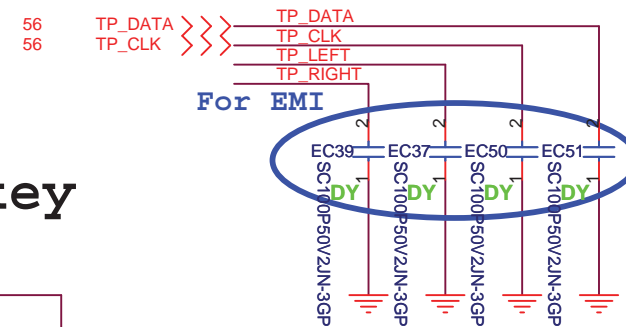 56 TP_DATA TP_DATA
56 TP_CLK TP_CLK
TP_LEFT
TP_RIGHT
For EMI
2 2 2 2
EC39 EC37 EC50 EC51
1 1 1 1
DY DY DY DY
SC100P50V2JN-3GP
SC100P50V2JN-3GP
SC100P50V2JN-3GP
SC100P50V2JN-3GP